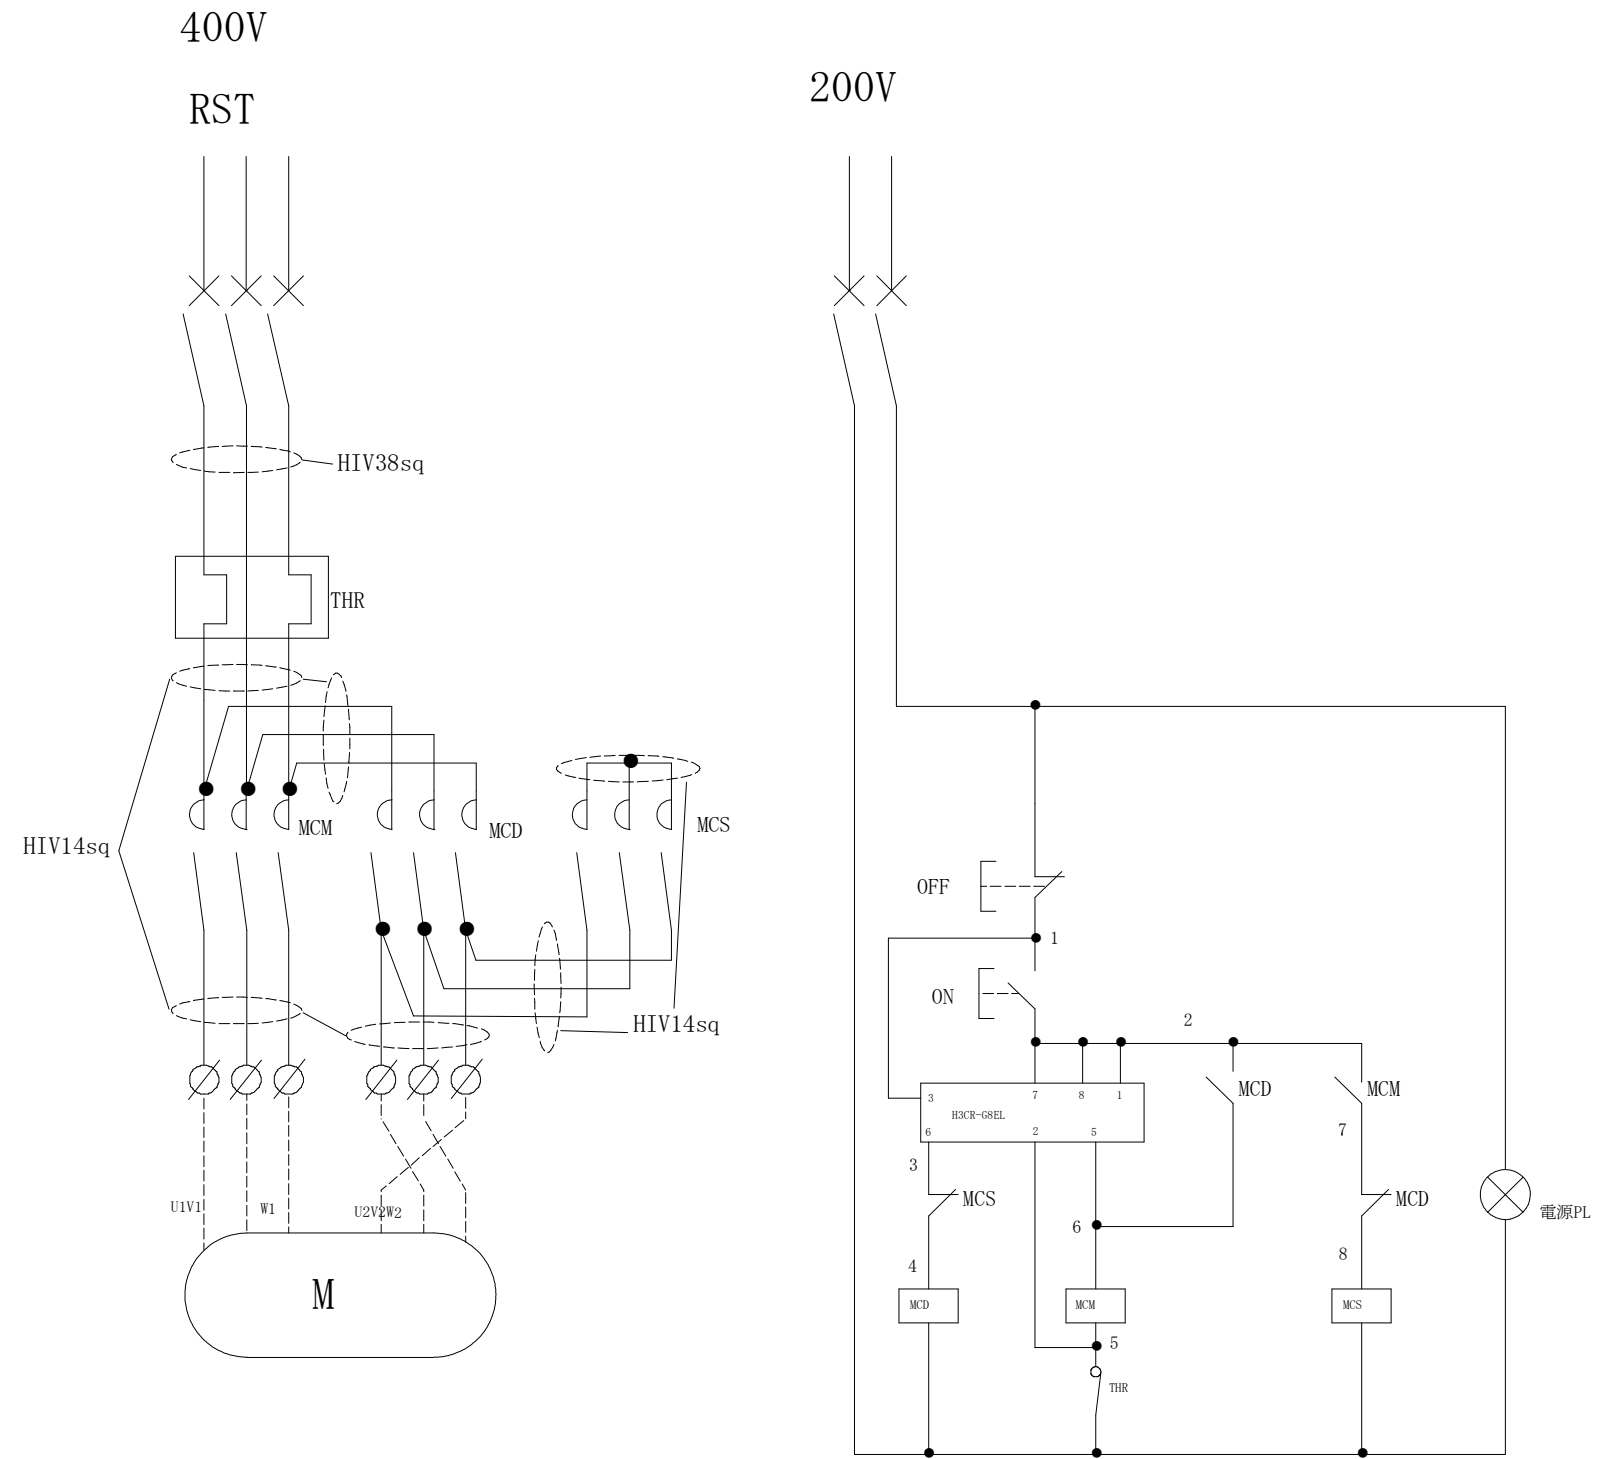 400V
RST
200V
HIV38sq
THR
MCM
MCD
MCS
HIV14sq
HIV14sq
U1V1
W1
U2V2W2
M
OFF
1
ON
2
3
7
8
1
H3CR-G8EL
6
2
5
MCD
MCM
3
7
MCS
MCD
6
電源PL
4
8
MCD
MCM
MCS
5
THR